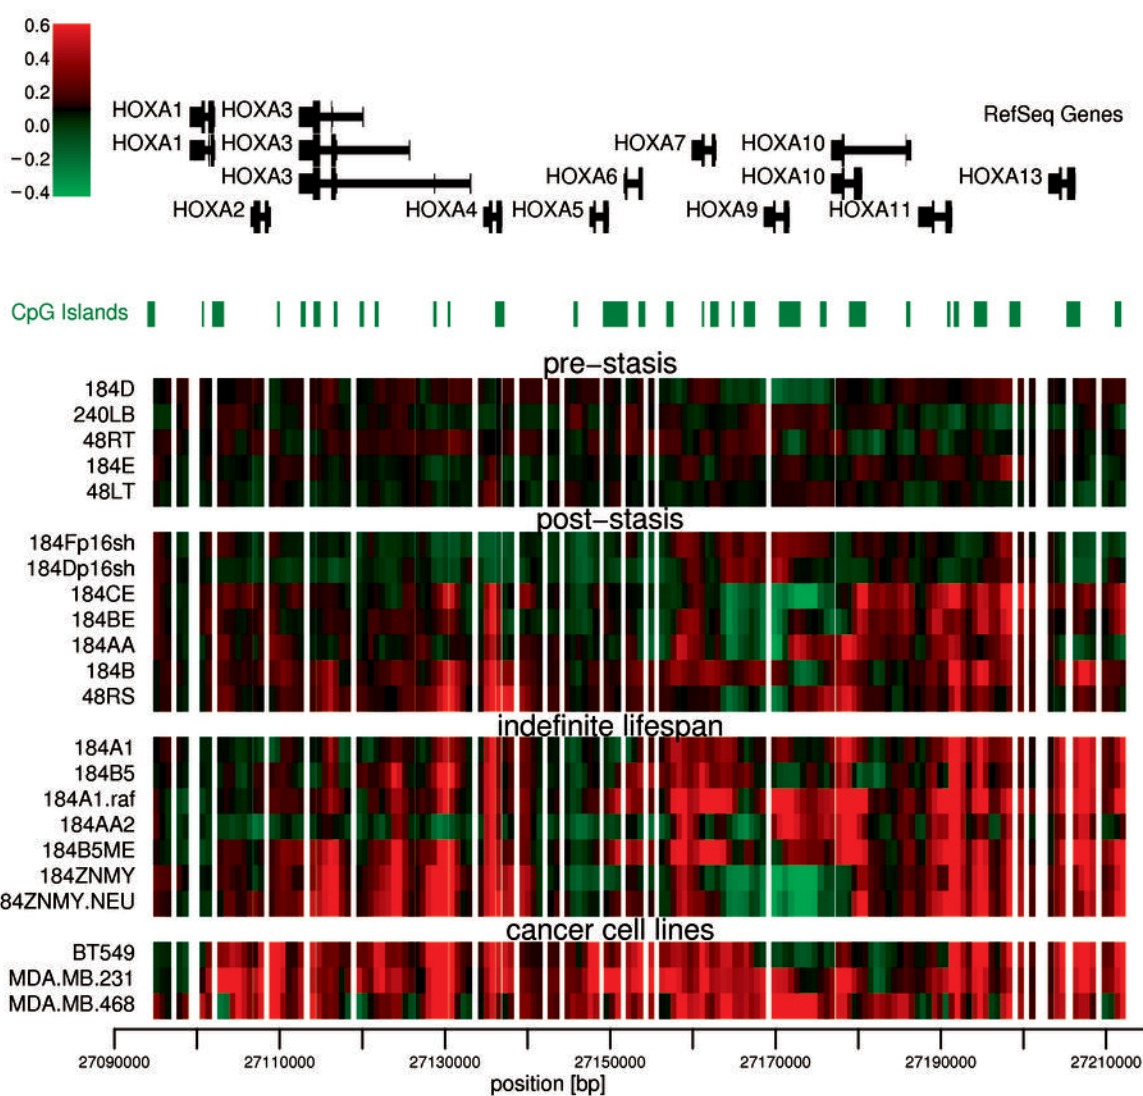 0.6
0.4
0.2
0.0
−0.2
−0.4
HOXA1 HOXA3 RefSeq Genes
HOXA1 HOXA3 HOXA7 HOXA10
HOXA3 HOXA6 HOXA10 HOXA13
HOXA2 HOXA4 HOXA5 HOXA9 HOXA11
CpG Islands
pre−stasis
184D
240LB
48RT
184E
48LT
post−stasis
184Fp16sh
184Dp16sh
184CE
184BE
184AA
184B
48RS
indefinite lifespan
184A1
184B5
184A1.raf
184AA2
184B5ME
184ZNMY
84ZNMY.NEU
cancer cell lines
BT549
MDA.MB.231
MDA.MB.468
27090000 27110000 27130000 27150000 27170000 27190000 27210000
position [bp]